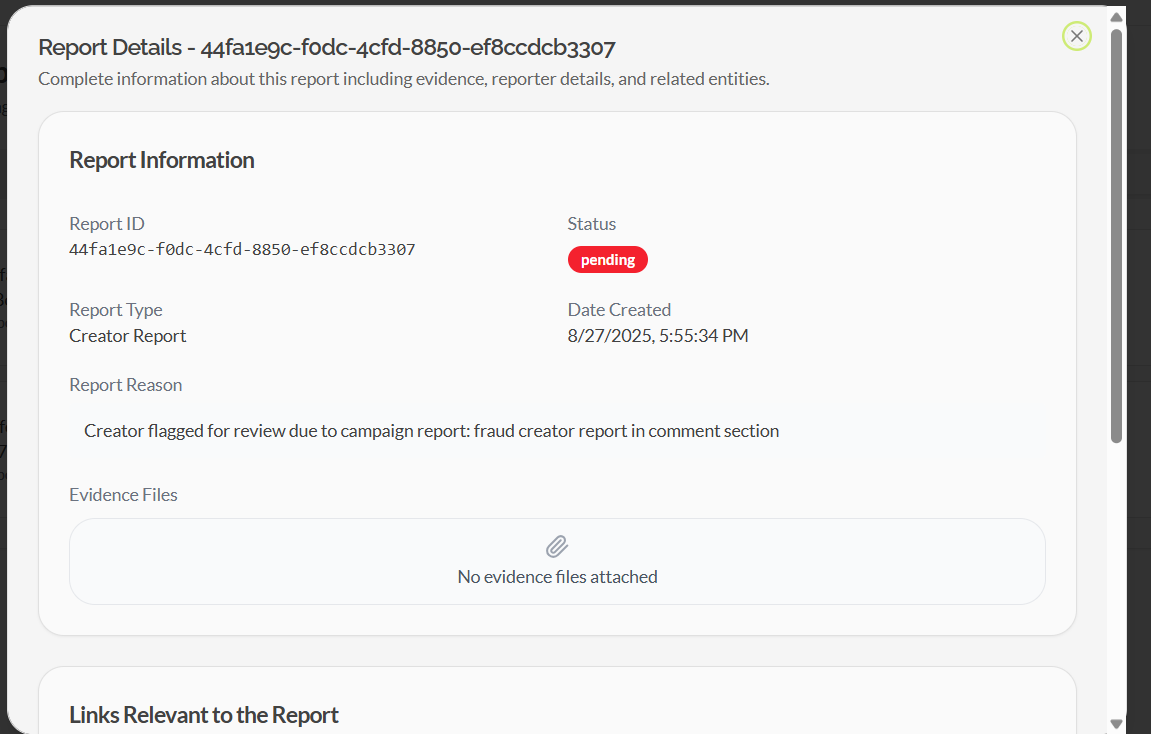 Report Details - 44fa1e9c-f0dc-4cfd-8850-ef8ccdcb3307
Complete information about this report including evidence, reporter details, and related entities.
Report Information
Report ID
44fa1e9c-f0dc-4cfd-8850-ef8ccdcb3307
Status
pending
Report Type
Creator Report
Date Created
8/27/2025, 5:55:34 PM
Report Reason
Creator flagged for review due to campaign report: fraud creator report in comment section
Evidence Files
No evidence files attached
Links Relevant to the Report